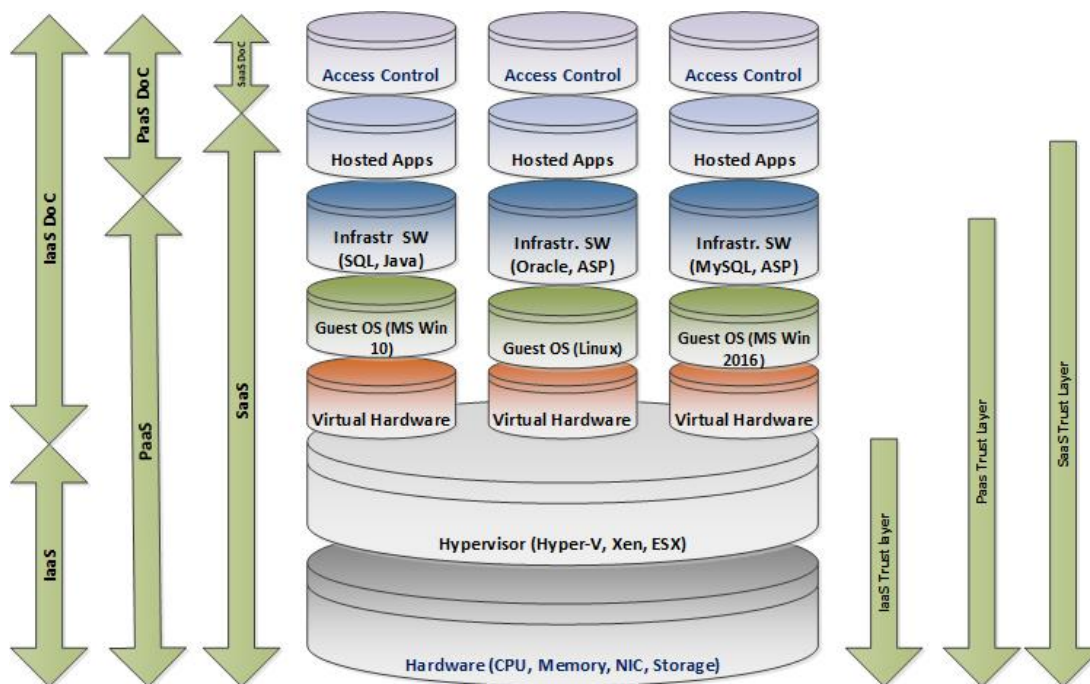 IaaS DoC
IaaS
PaaS DoC
PaaS
SaaS DoC
SaaS
Access Control
Access Control
Access Control
Hosted Apps
Hosted Apps
Hosted Apps
Infrastr SW
(SQL, Java)
Infrastr. SW
(Oracle, ASP)
Infrastr. SW
(MySQL, ASP)
Guest OS (MS Win
10)
Guest OS (Linux)
Guest OS (MS Win
2016)
Virtual Hardware
Virtual Hardware
Virtual Hardware
Hypervisor (Hyper-V, Xen, ESX)
Hardware (CPU, Memory, NIC, Storage)
IaaS Trust layer
Paas Trust Layer
SaaS Trust Layer